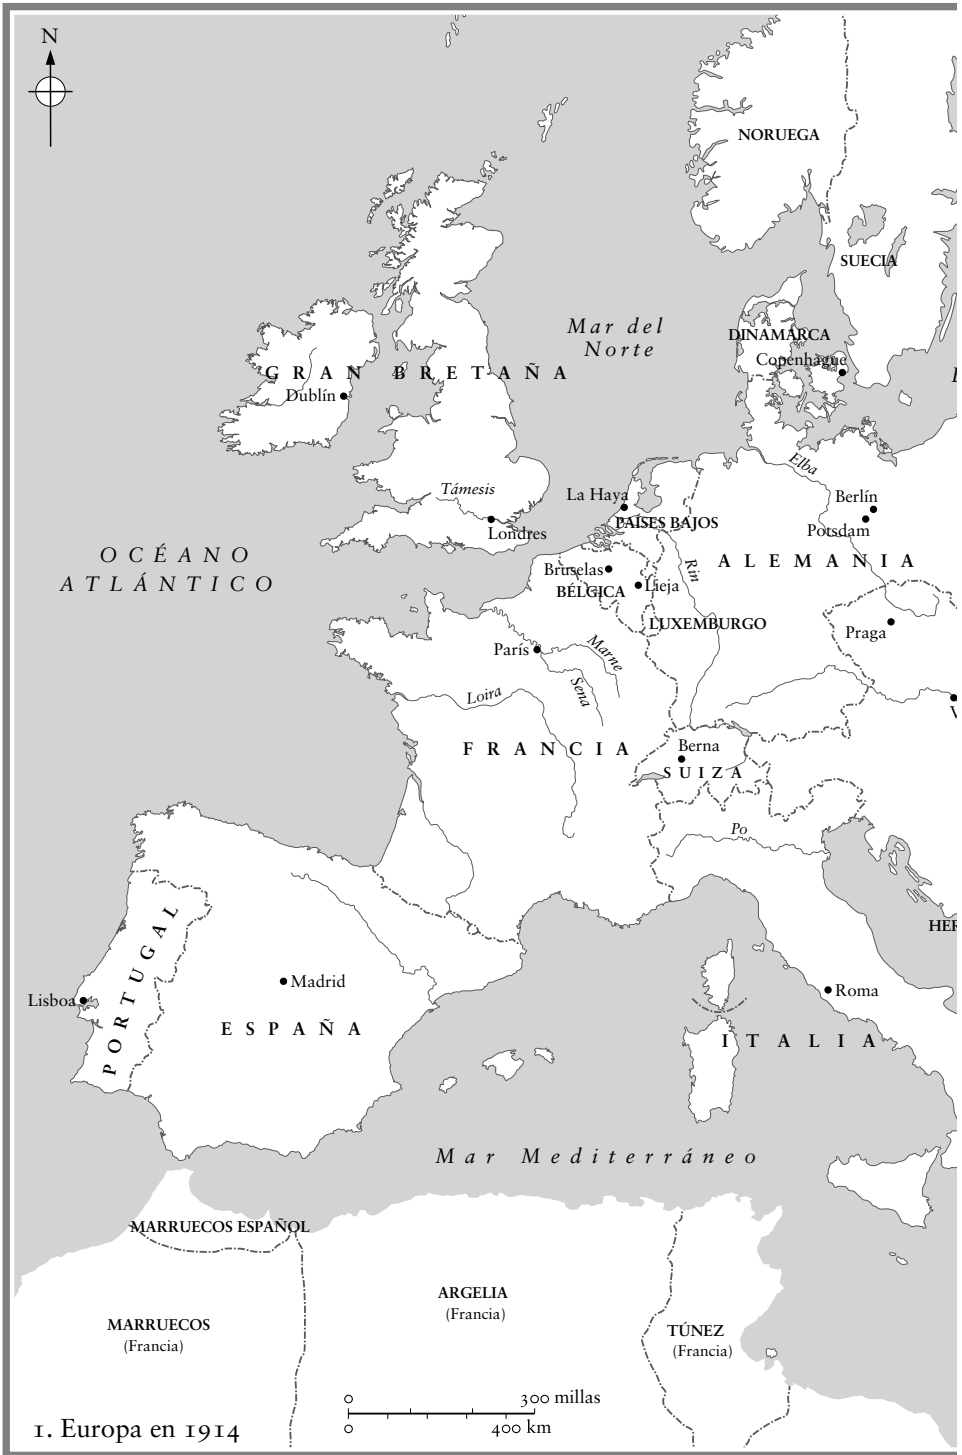 N
NORUEGA
SUECIA
Mar del
Norte
DINAMARCA
Copenhague
GRAN BRETAÑA
Dublín
Támesis
Londres
La Haya
PAÍSES BAJOS
Elba
Berlín
Potsdam
ALEMANIA
OCÉANO
ATLÁNTICO
Bruselas
BÉLGICA
Lieja
Rin
LUXEMBURGO
Praga
París
Marne
Sena
Loira
V
FRANCIA
Berna
SUIZA
Po
HER
PORTUGAL
Lisboa
Madrid
ESPAÑA
Roma
ITALIA
Mar Mediterráneo
MARRUECOS ESPAÑOL
MARRUECOS
(Francia)
ARGELIA
(Francia)
TÚNEZ
(Francia)
0 300 millas
0 400 km
1. Europa en 1914